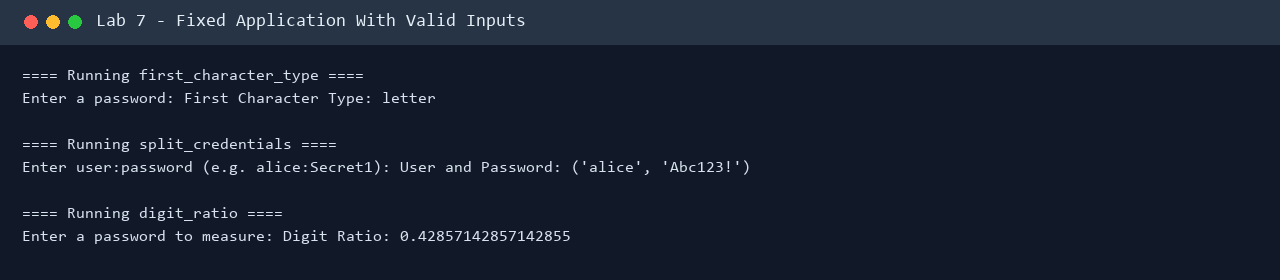 Lab 7 - Fixed Application With Valid Inputs
==== Running first_character_type ====
Enter a password: First Character Type: letter
==== Running split_credentials ====
Enter user:password (e.g. alice:Secret1): User and Password: ('alice', 'Abc123!')
==== Running digit_ratio ====
Enter a password to measure: Digit Ratio: 0.42857142857142855